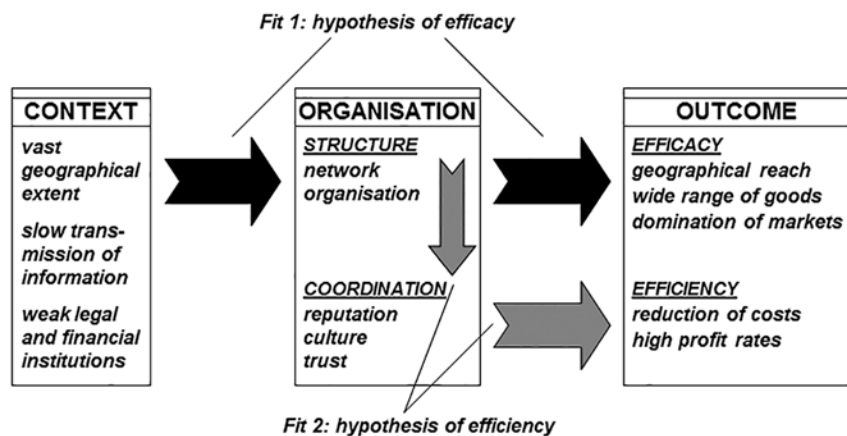 Fit 1: hypothesis of efficacy
CONTEXT
vast
geographical
extent
slow trans-
mission of
information
weak legal
and financial
institutions
ORGANISATION
STRUCTURE
network
organisation
COORDINATION
reputation
culture
trust
OUTCOME
EFFICACY
geographical reach
wide range of goods
domination of markets
EFFICIENCY
reduction of costs
high profit rates
Fit 2: hypothesis of efficiency